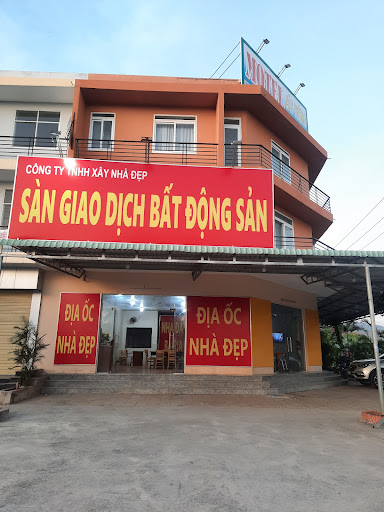 MOTEL
CÔNG TY TNHH XÂY NHÀ ĐẸP
SÀN GIAO DỊCH BẤT ĐỘNG SẢN
ĐỊA ỐC
NHÀ ĐẸP
ĐỊA ỐC
NHÀ ĐẸP